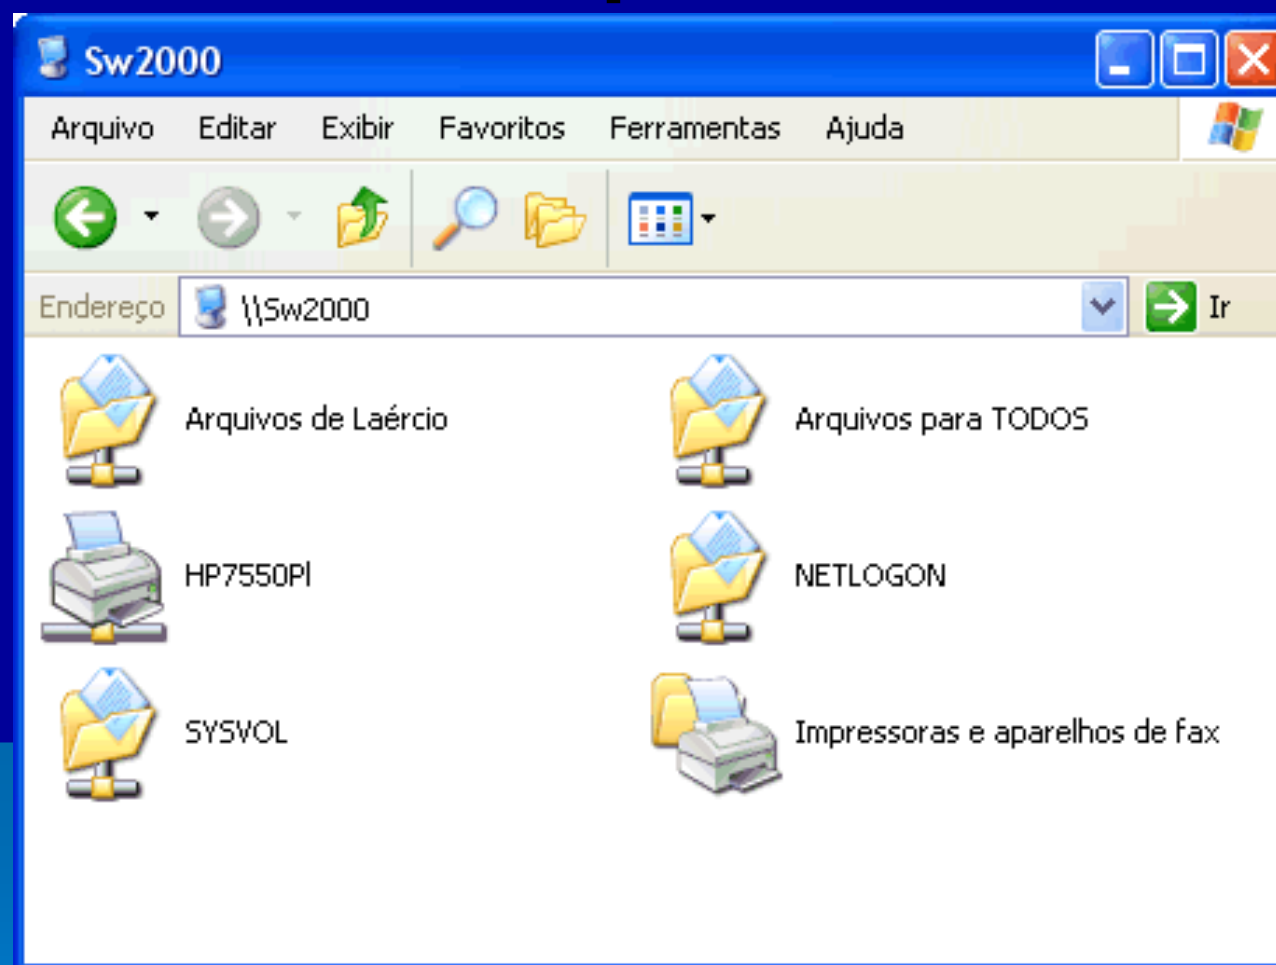 Sw2000
Arquivo Editar Exibir Favoritos Ferramentas Ajuda
Endereço \\Sw2000 Ir
Arquivos de Laércio Arquivos para TODOS
HP7550Pl NETLOGON
SYSVOL Impressoras e aparelhos de fax